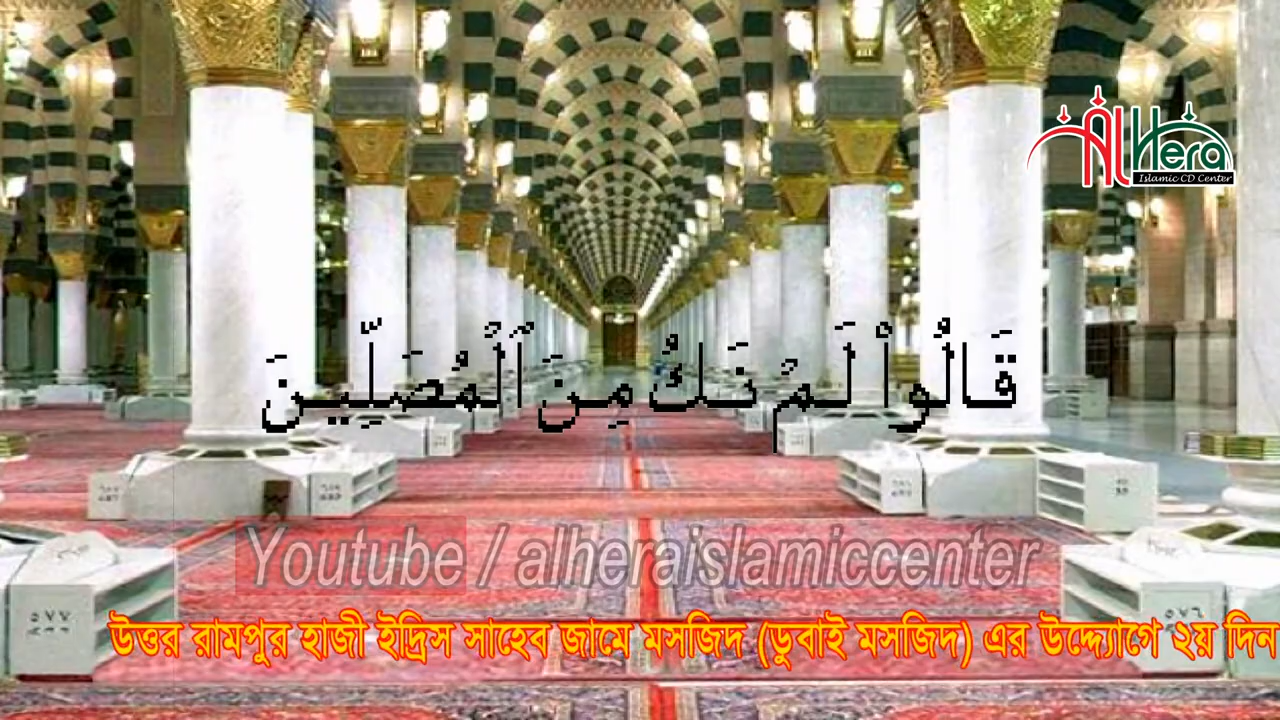 ALHera
Islamic CD Center
قَالُوا۟ لَمْ نَكُ مِنَ ٱلْمُصَلِّينَ
Youtube / alheraislamiccenter
উত্তর রামপুর হাজী ইদ্রিস সাহেব জামে মসজিদ (ডুবাই মসজিদ) এর উদ্দ্যোগে ২য় দিন